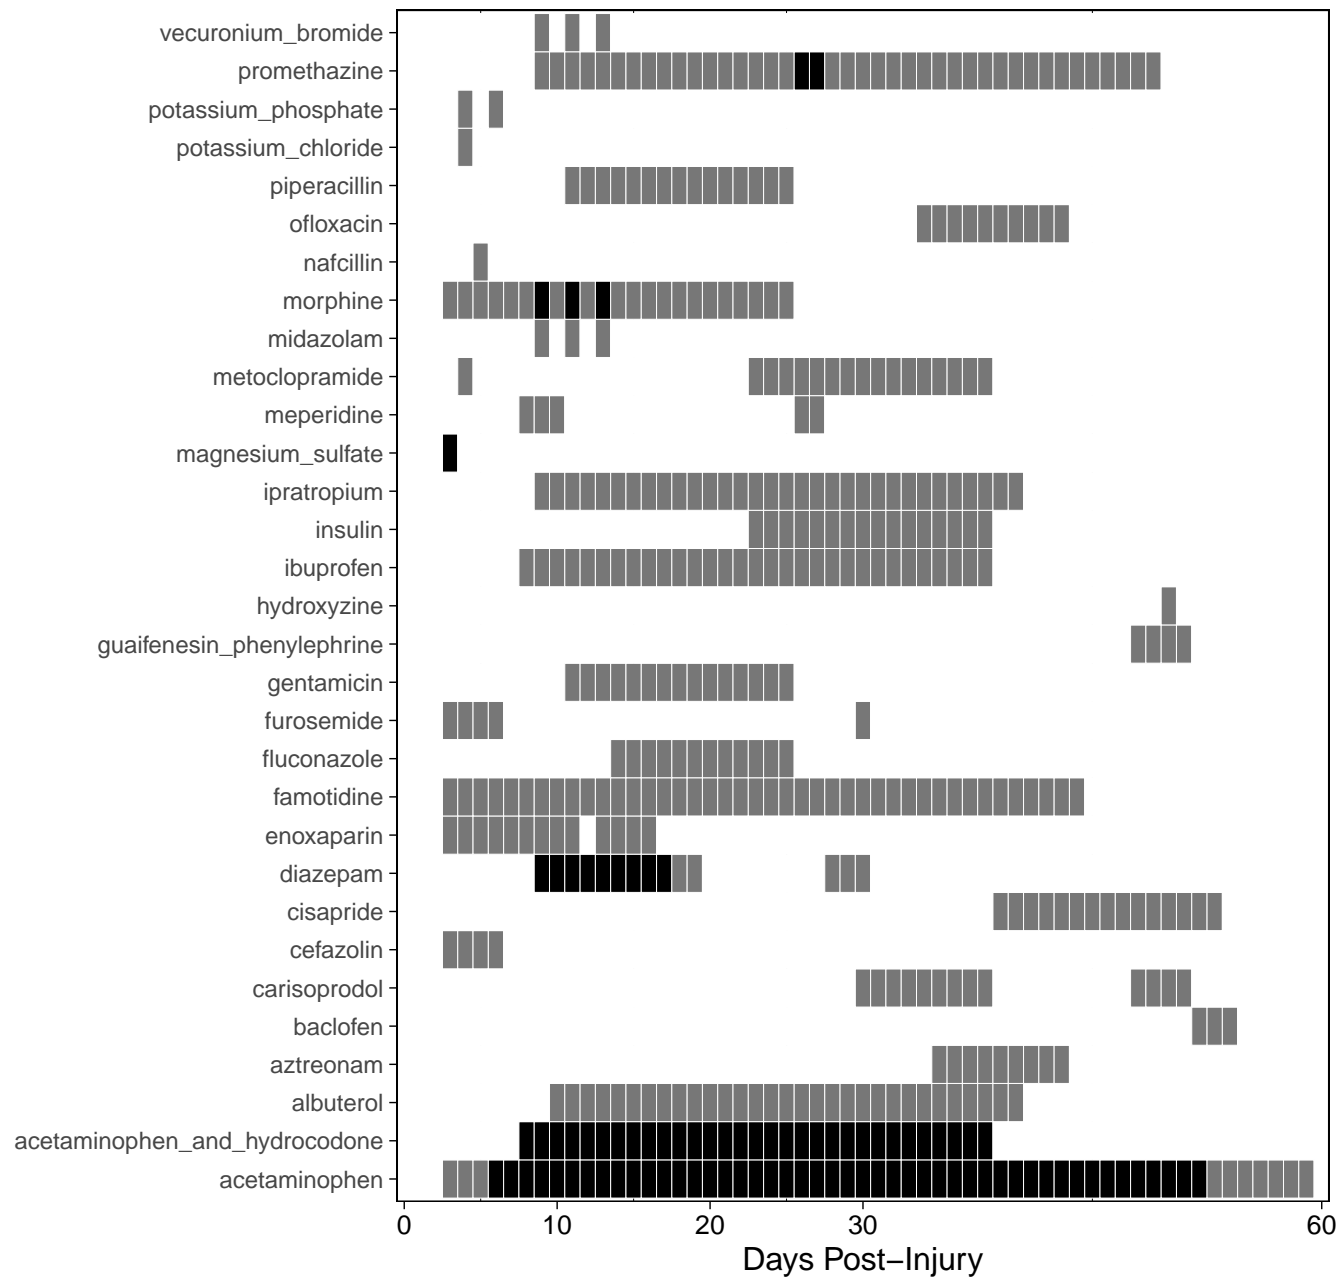 vecuronium_bromide
promethazine
potassium_phosphate
potassium_chloride
piperacillin
ofloxacin
nafcillin
morphine
midazolam
metoclopramide
meperidine
magnesium_sulfate
ipratropium
insulin
ibuprofen
hydroxyzine
guaifenesin_phenylephrine
gentamicin
furosemide
fluconazole
famotidine
enoxaparin
diazepam
cisapride
cefazolin
carisoprodol
baclofen
aztreonam
albuterol
acetaminophen_and_hydrocodone
acetaminophen
0 10 20 30 60
Days Post−Injury